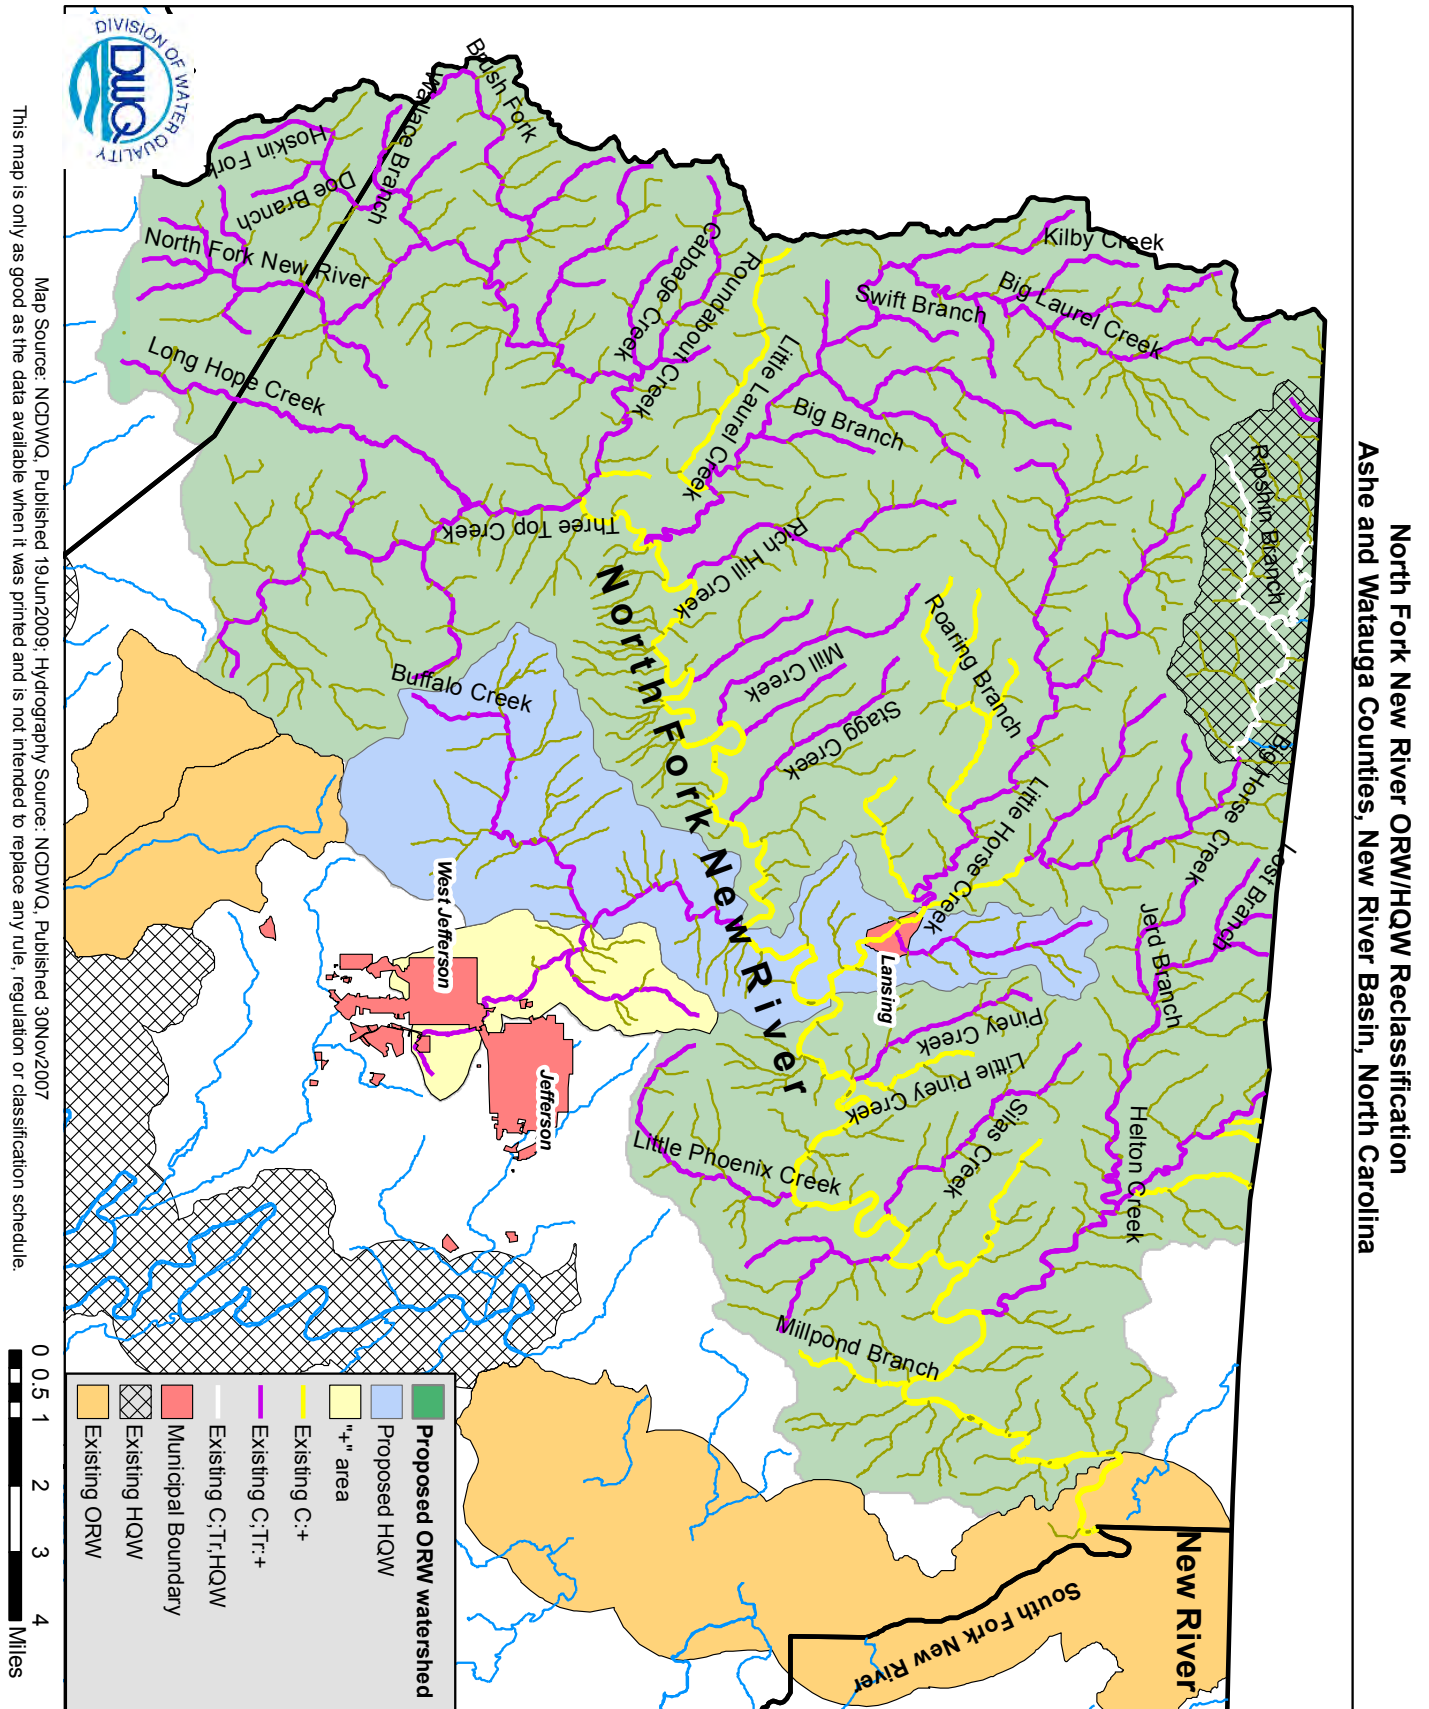 North Fork New River ORW/HQW Reclassification
Ashe and Watauga Counties, New River Basin, North Carolina
Kilby Creek
Big Laurel Creek
Swift Branch
Ripshin Branch
Big Horse Creek
Lost Branch
Jerd Branch
Helton Creek
Brush Fork
Wallace Branch
Hoskin Fork
Doe Branch
North Fork New River
Long Hope Creek
Cabbage Creek
Roundabout Creek
Little Laurel Creek
Big Branch
Three Top Creek
Rich Hill Creek
Roaring Branch
Mill Creek
Stagg Creek
Little Horse Creek
Buffalo Creek
North Fork New River
Lansing
West Jefferson
Jefferson
Piney Creek
Little Piney Creek
Silas Creek
Little Phoenix Creek
Millpond Branch
New River
South Fork New River
Proposed ORW watershed
Proposed HQW
"+" area
Existing C:+
Existing C;Tr:+
Existing C;Tr,HQW
Municipal Boundary
Existing HQW
Existing ORW
0 0.5 1 2 3 4 Miles
DIVISION OF WATER QUALITY
DWQ
Map Source: NCDWQ, Published 19Jun2009; Hydrography Source: NCDWQ, Published 30Nov2007
This map is only as good as the data available when it was printed and is not intended to replace any rule, regulation or classification schedule.